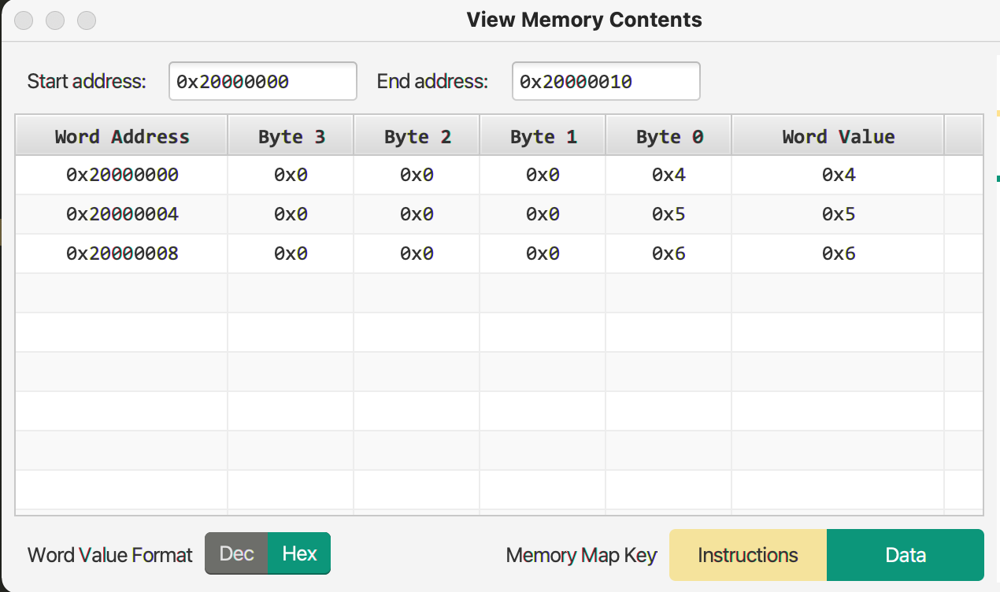 View Memory Contents
Start address: 0x20000000 End address: 0x20000010
Word Address Byte 3 Byte 2 Byte 1 Byte 0 Word Value
0x20000000 0x0 0x0 0x0 0x4 0x4
0x20000004 0x0 0x0 0x0 0x5 0x5
0x20000008 0x0 0x0 0x0 0x6 0x6
Word Value Format Dec Hex Memory Map Key Instructions Data